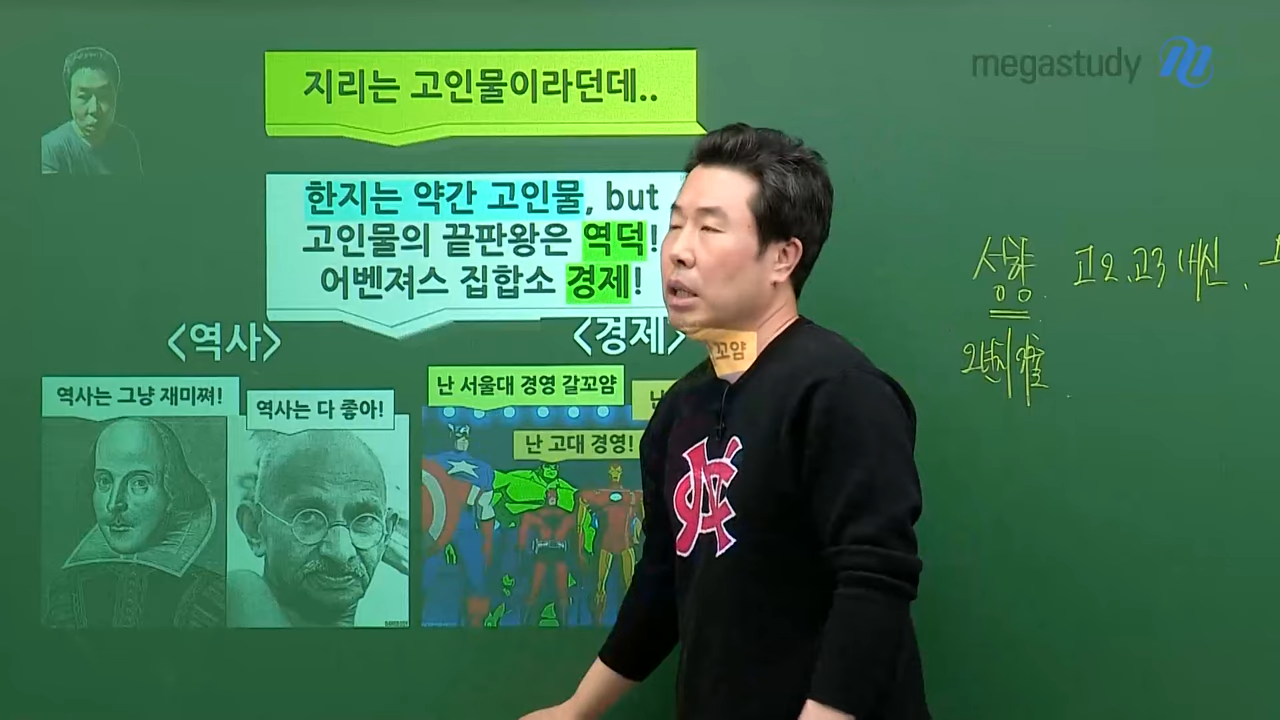 megastudy
지리는 고인물이라던데..
한지는 약간 고인물, but
고인물의 끝판왕은 역덕!
어벤져스 집합소 경제!
<역사>
<경제>
역사는 그냥 재미쪄!
역사는 다 좋아!
난 서울대 경영 갈꼬얌
난 고대 경영!
난
꼬얌
성향
고2, 고3 내신,